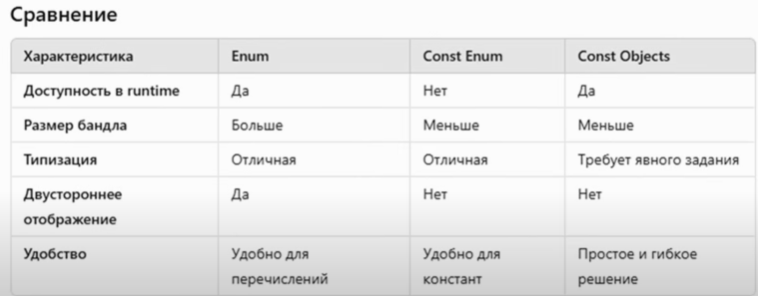 Сравнение
Характеристика Enum Const Enum Const Objects
Доступность в runtime Да Нет Да
Размер бандла Больше Меньше Меньше
Типизация Отличная Отличная Требует явного задания
Двустороннее Да Нет Нет
отображение
Удобство Удобно для Удобно для Простое и гибкое
перечислений констант решение